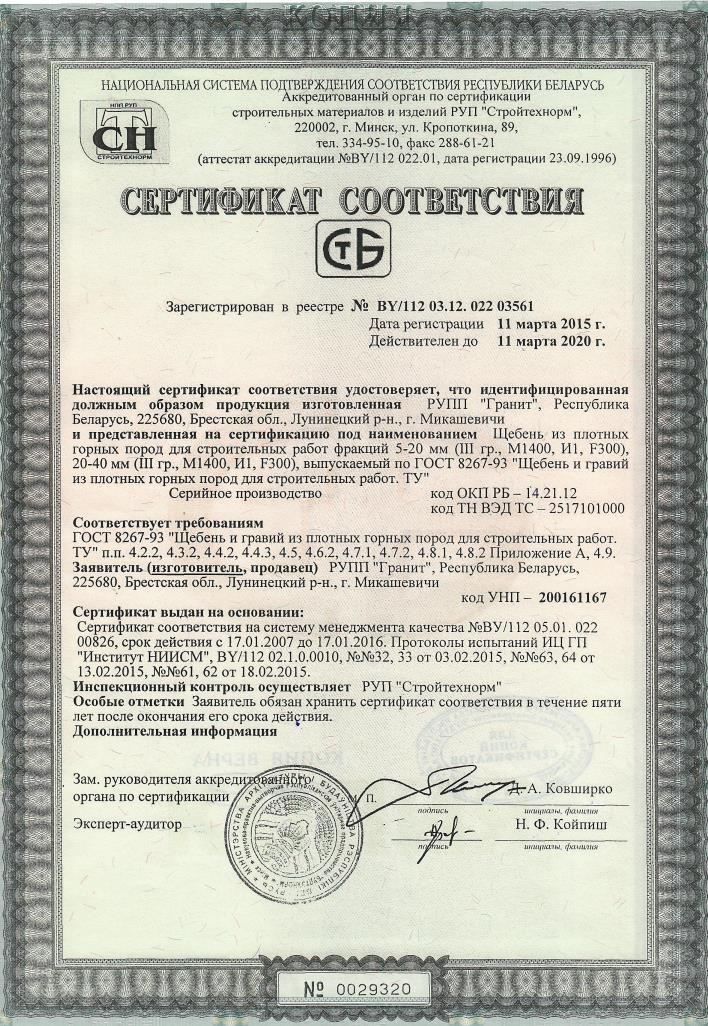 КОПИЯ
НАЦИОНАЛЬНАЯ СИСТЕМА ПОДТВЕРЖДЕНИЯ СООТВЕТСТВИЯ РЕСПУБЛИКИ БЕЛАРУСЬ
Аккредитованный орган по сертификации
строительных материалов и изделий РУП "Стройтехнорм",
220002, г. Минск, ул. Кропоткина, 89,
тел. 334-95-10, факс 288-61-21
(аттестат аккредитации №BY/112 022.01, дата регистрации 23.09.1996)
НПП РУП
СТН
СТРОЙТЕХНОРМ
СЕРТИФИКАТ СООТВЕТСТВИЯ
СТБ
Зарегистрирован в реестре № BY/112 03.12. 022 03561
Дата регистрации 11 марта 2015 г.
Действителен до 11 марта 2020 г.
Настоящий сертификат соответствия удостоверяет, что идентифицированная
должным образом продукция изготовленная РУПП "Гранит", Республика
Беларусь, 225680, Брестская обл., Лунинецкий р-н., г. Микашевичи
и представленная на сертификацию под наименованием Щебень из плотных
горных пород для строительных работ фракций 5-20 мм (III гр., М1400, И1, F300),
20-40 мм (III гр., М1400, И1, F300), выпускаемый по ГОСТ 8267-93 "Щебень и гравий
из плотных горных пород для строительных работ. ТУ"
Серийное производство код ОКП РБ – 14.21.12
код ТН ВЭД ТС – 2517101000
Соответствует требованиям
ГОСТ 8267-93 "Щебень и гравий из плотных горных пород для строительных работ.
ТУ" п.п. 4.2.2, 4.3.2, 4.4.2, 4.4.3, 4.5, 4.6.2, 4.7.1, 4.7.2, 4.8.1, 4.8.2 Приложение А, 4.9.
Заявитель (изготовитель, продавец) РУПП "Гранит", Республика Беларусь,
225680, Брестская обл., Лунинецкий р-н., г. Микашевичи
код УНП – 200161167
Сертификат выдан на основании:
Сертификат соответствия на систему менеджмента качества №ВУ/112 05.01. 022
00826, срок действия с 17.01.2007 до 17.01.2016. Протоколы испытаний ИЦ ГП
"Институт НИИСМ", BY/112 02.1.0.0010, №№32, 33 от 03.02.2015, №№63, 64 от
13.02.2015, №№61, 62 от 18.02.2015.
Инспекционный контроль осуществляет РУП "Стройтехнорм"
Особые отметки Заявитель обязан хранить сертификат соответствия в течение пяти
лет после окончания его срока действия.
Дополнительная информация
КОПИЯ ВЕРНА
ДЛЯ
КОПИЙ
СЕРТИФИКАТОВ
Зам. руководителя аккредитованного
органа по сертификации М.П. А. А. Ковширко
подпись инициалы, фамилия
Эксперт-аудитор Н. Ф. Койпиш
подпись инициалы, фамилия
МІНІСТЭРСТВА АРХІТЭКТУРЫ І БУДАЎНІЦТВА РЭСПУБЛІКІ БЕЛАРУСЬ
№ 0029320